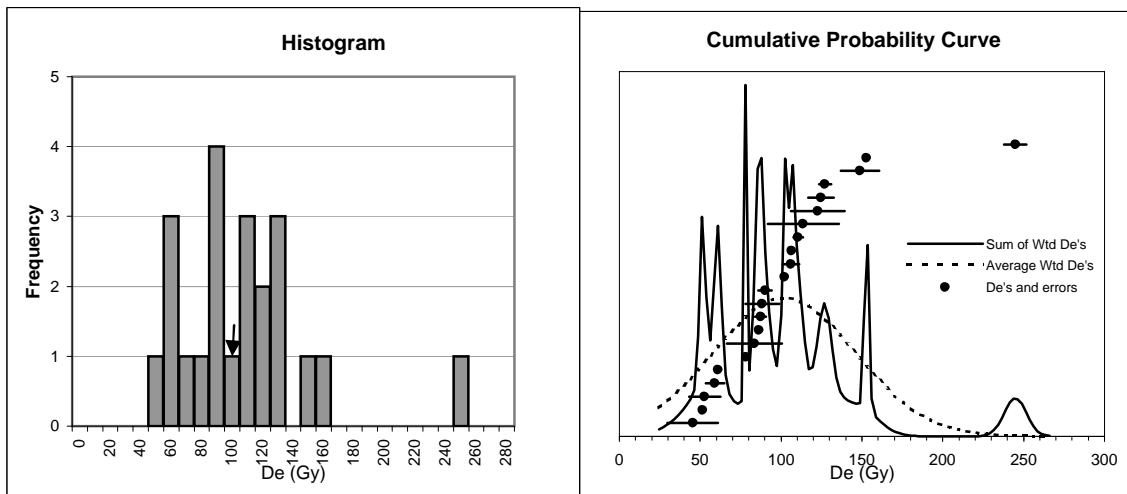 Histogram
Frequency
5
4
3
2
1
0
0 20 40 60 80 100 120 140 160 180 200 220 240 260 280
De (Gy)
Cumulative Probability Curve
Sum of Wtd De's
Average Wtd De's
De's and errors
0 50 100 150 200 250 300
De (Gy)